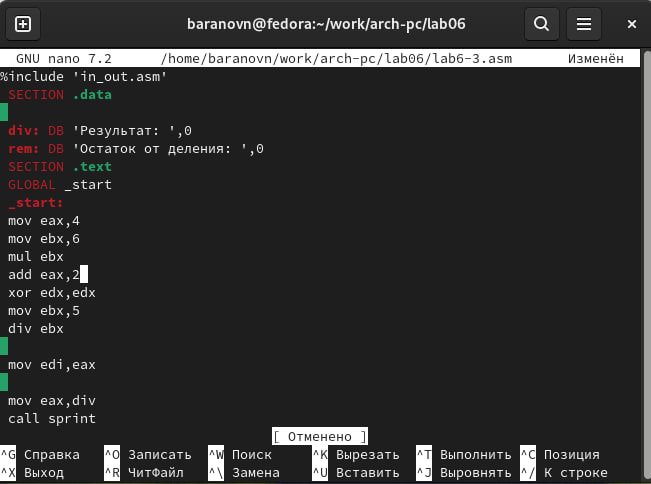 baranovn@fedora:~/work/arch-pc/lab06
GNU nano 7.2 /home/baranovn/work/arch-pc/lab06/lab6-3.asm Изменён
%include 'in_out.asm'
SECTION .data
div: DB 'Результат: ',0
rem: DB 'Остаток от деления: ',0
SECTION .text
GLOBAL _start
_start:
mov eax,4
mov ebx,6
mul ebx
add eax,2
xor edx,edx
mov ebx,5
div ebx
mov edi,eax
mov eax,div
call sprint
[ Отменено ]
^G Справка ^O Записать ^W Поиск ^K Вырезать ^T Выполнить ^C Позиция
^X Выход ^R ЧитФайл ^\ Замена ^U Вставить ^J Выровнять ^/ К строке